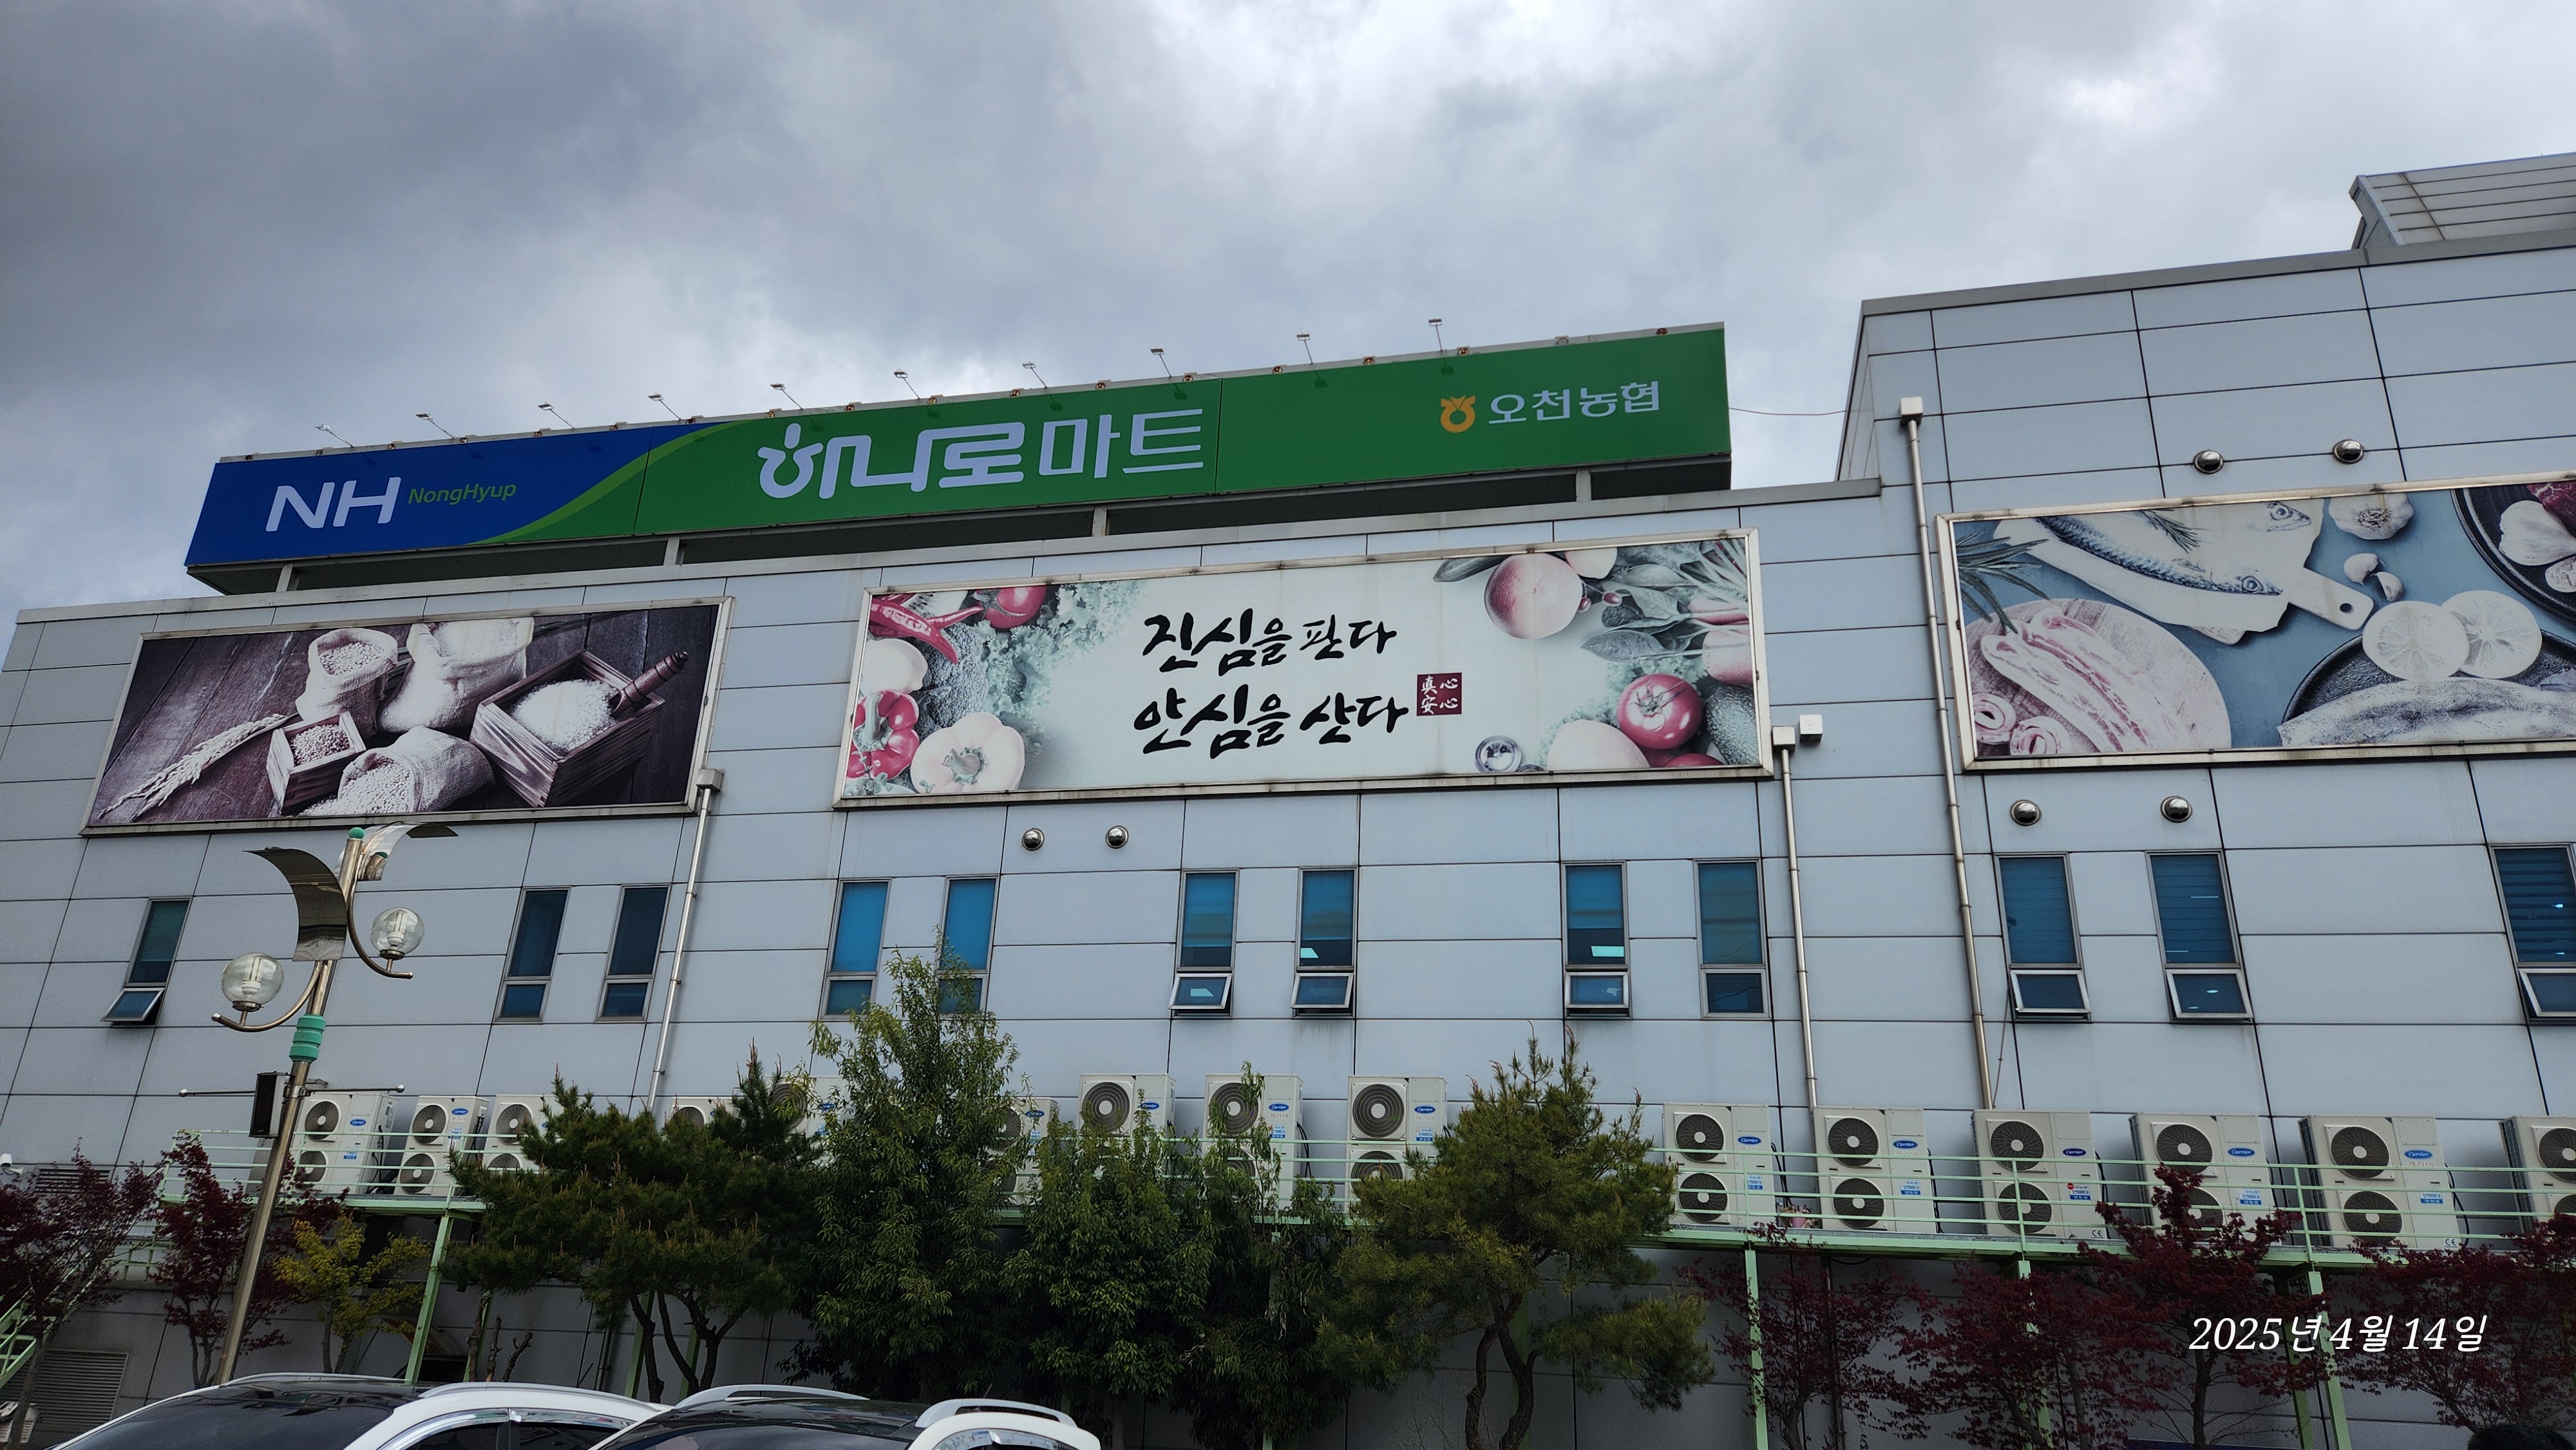 NH NongHyup 하나로마트 오천농협
진심을 판다
안심을 산다
真心
安心
Carrier
2025년 4월 14일